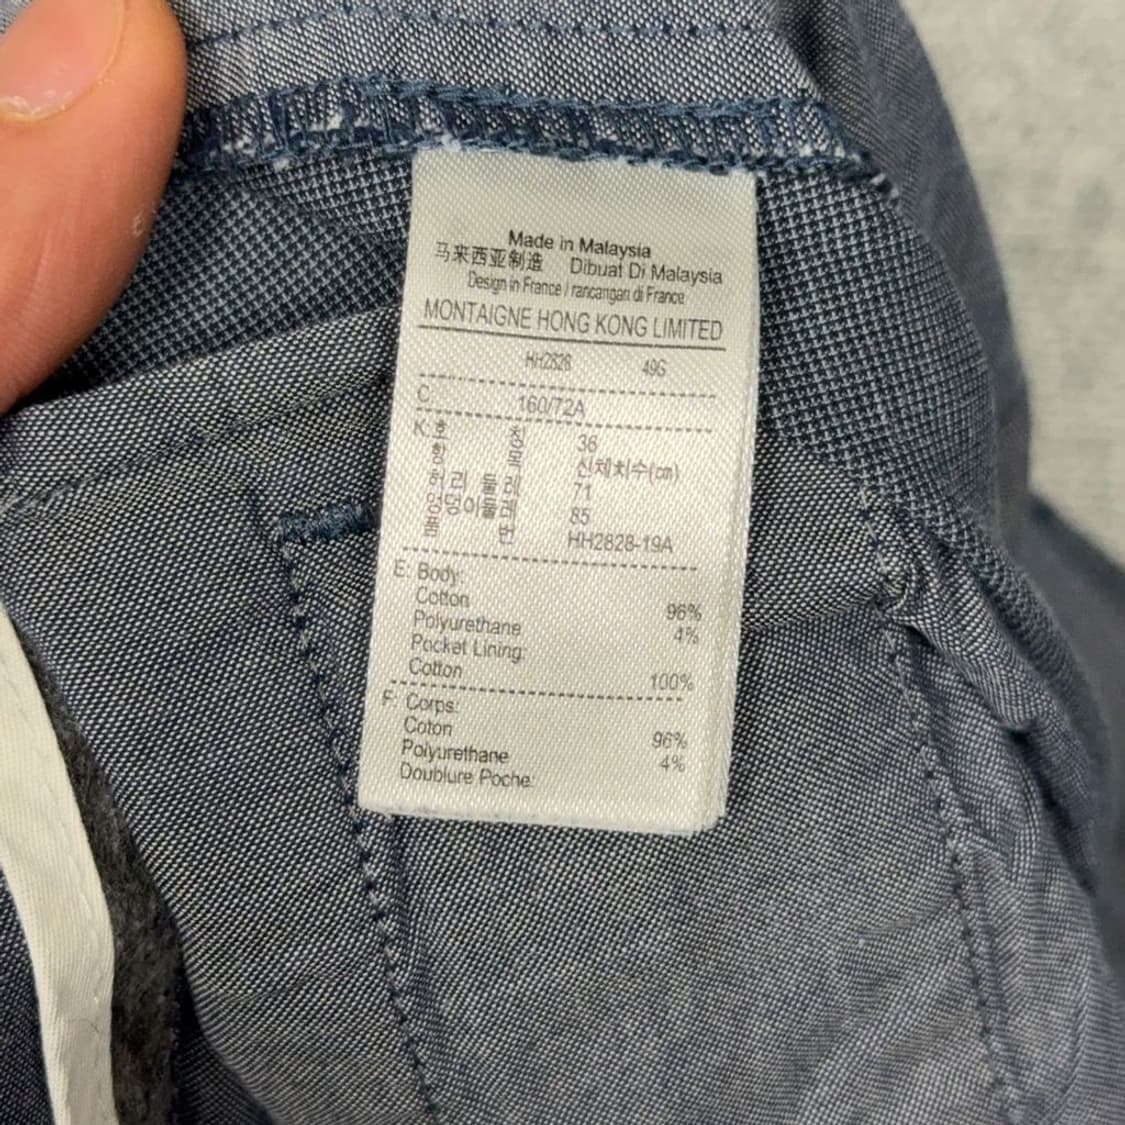 Made in Malaysia
马来西亚制造 Dibuat Di Malaysia
Design in France / rancangan di France
MONTAIGNE HONG KONG LIMITED
HH2828 49G
C: 160/72A
K: 호 칭 36
신체치수(㎝)
허리둘레 71
엉덩이둘레 85
품 번 HH2828-19A
E: Body:
Cotton 96%
Polyurethane 4%
Pocket Lining:
Cotton 100%
F: Corps:
Coton 96%
Polyurethane 4%
Doublure Poche: